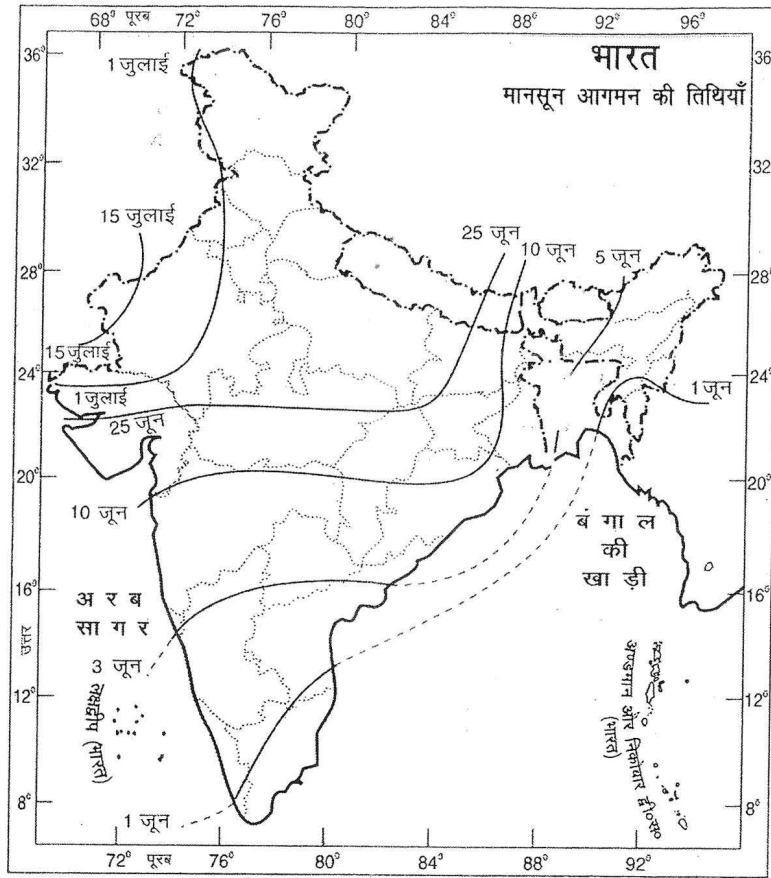 68° पूरब 72° 76° 80° 84° 88° 92° 96°
36°
1 जुलाई
भारत
36°
मानसून आगमन की तिथियाँ
32°
32°
15 जुलाई
25 जून
10 जून
5 जून
28°
28°
15 जुलाई
24°
24°
1 जुलाई
1 जून
25 जून
20°
20°
10 जून
बंगाल
की
खाड़ी
16°
16°
अरब
सागर
उत्तर
3 जून
लक्षद्वीप (भारत)
अण्डमान और निकोबार द्वी०स०
(भारत)
12°
12°
8°
8°
1 जून
72° पूरब 76° 80° 84° 88° 92°